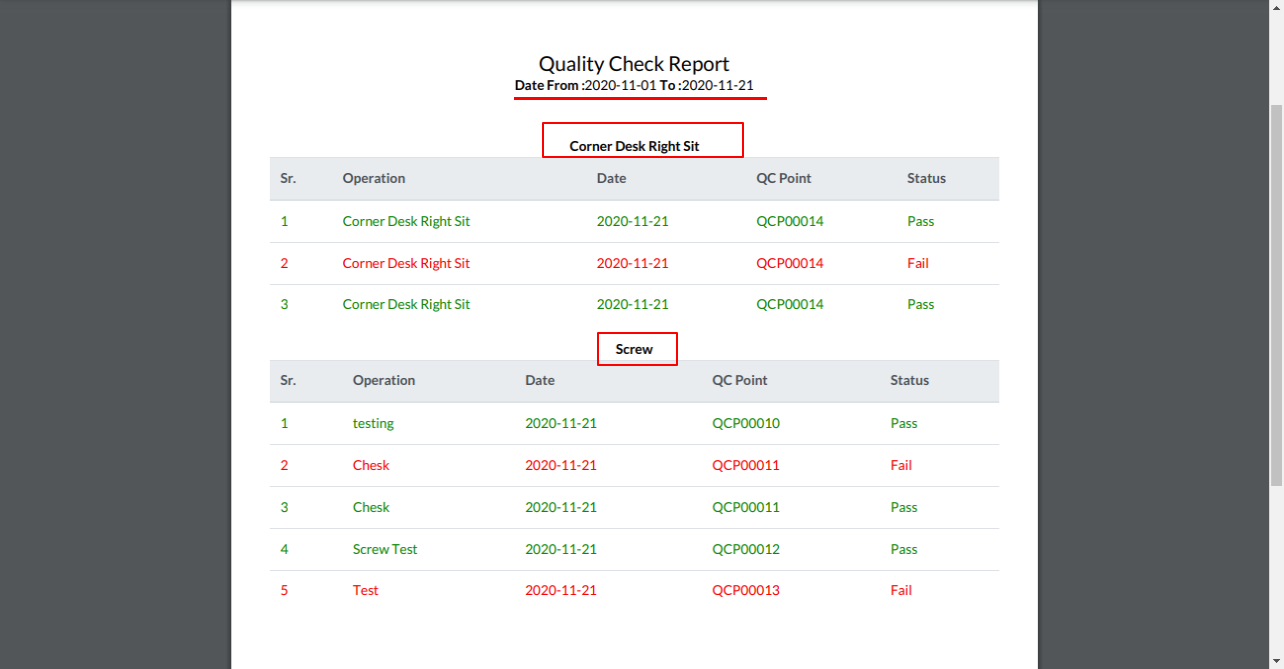 Quality Check Report
Date From :2020-11-01 To :2020-11-21
Corner Desk Right Sit
Sr. Operation Date QC Point Status
1 Corner Desk Right Sit 2020-11-21 QCP00014 Pass
2 Corner Desk Right Sit 2020-11-21 QCP00014 Fail
3 Corner Desk Right Sit 2020-11-21 QCP00014 Pass
Screw
Sr. Operation Date QC Point Status
1 testing 2020-11-21 QCP00010 Pass
2 Chesk 2020-11-21 QCP00011 Fail
3 Chesk 2020-11-21 QCP00011 Pass
4 Screw Test 2020-11-21 QCP00012 Pass
5 Test 2020-11-21 QCP00013 Fail